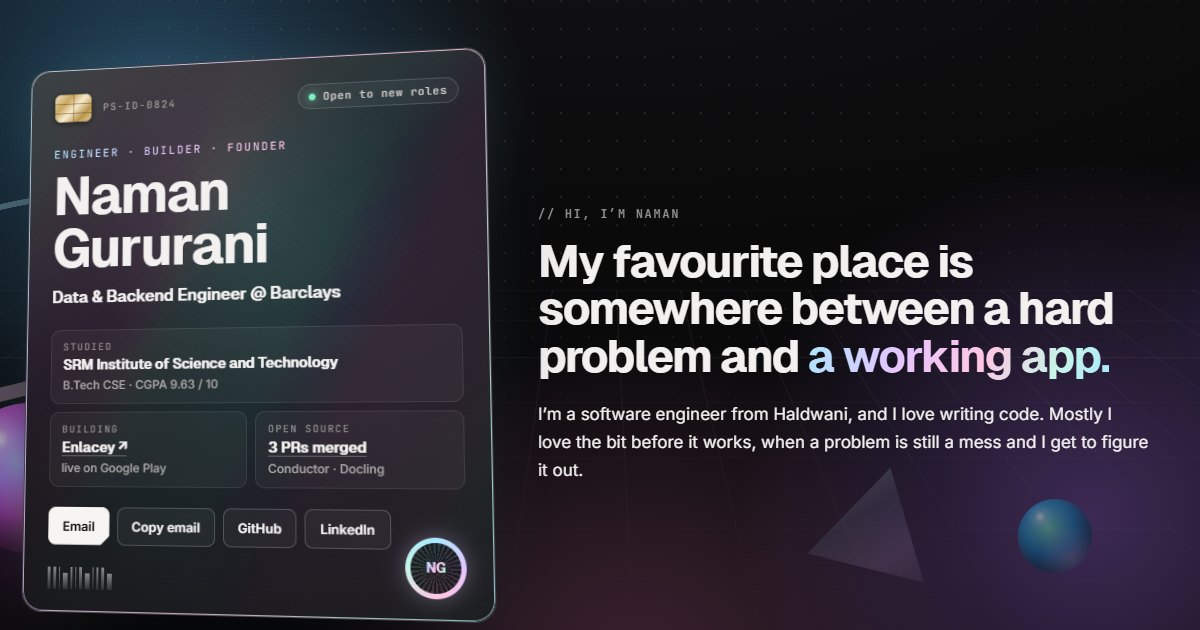 PS-ID-0824
Open to new roles
ENGINEER · BUILDER · FOUNDER
Naman
Gururani
Data & Backend Engineer @ Barclays
STUDIED
SRM Institute of Science and Technology
B.Tech CSE · CGPA 9.63 / 10
BUILDING
Enlacey ↗
live on Google Play
OPEN SOURCE
3 PRs merged
Conductor · Docling
Email
Copy email
GitHub
LinkedIn
NG
// HI, I’M NAMAN
My favourite place is
somewhere between a hard
problem and a working app.
I’m a software engineer from Haldwani, and I love writing code. Mostly I
love the bit before it works, when a problem is still a mess and I get to figure
it out.